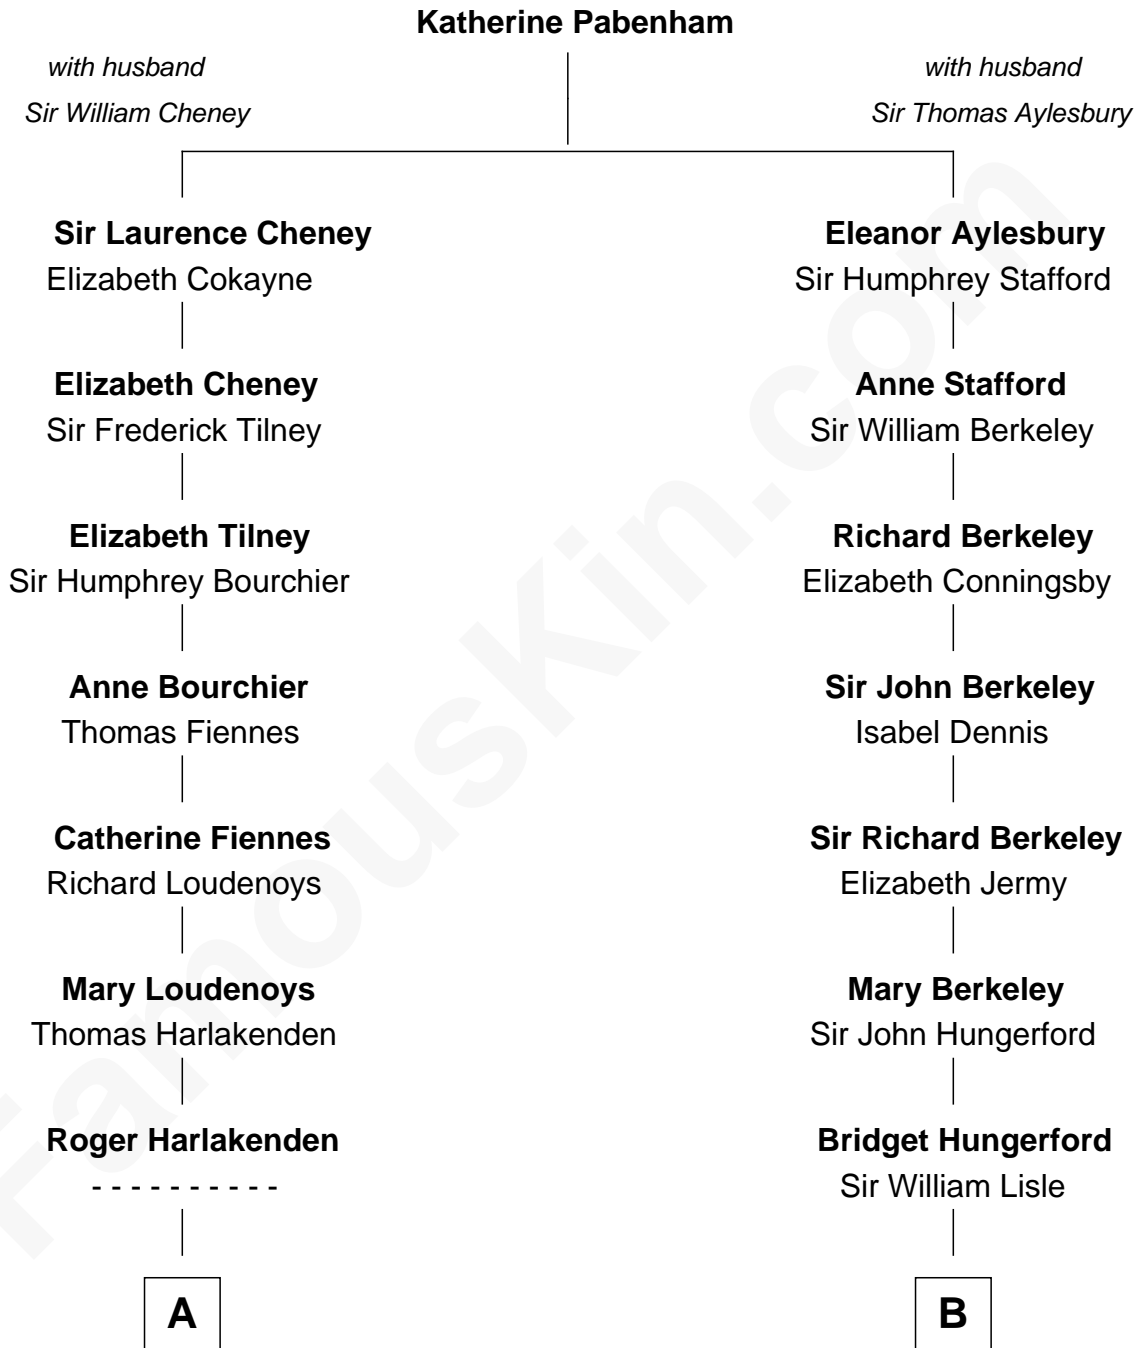 Katherine Pabenham
with husband
Sir William Cheney
with husband
Sir Thomas Aylesbury
Sir Laurence Cheney
Elizabeth Cokayne
Eleanor Aylesbury
Sir Humphrey Stafford
Elizabeth Cheney
Sir Frederick Tilney
Anne Stafford
Sir William Berkeley
Elizabeth Tilney
Sir Humphrey Bourchier
Richard Berkeley
Elizabeth Conningsby
Anne Bourchier
Thomas Fiennes
Sir John Berkeley
Isabel Dennis
Catherine Fiennes
Richard Loudenoys
Sir Richard Berkeley
Elizabeth Jermy
Mary Loudenoys
Thomas Harlakenden
Mary Berkeley
Sir John Hungerford
Roger Harlakenden
- - - - - - - - - -
Bridget Hungerford
Sir William Lisle
A
B
FamousKin.com